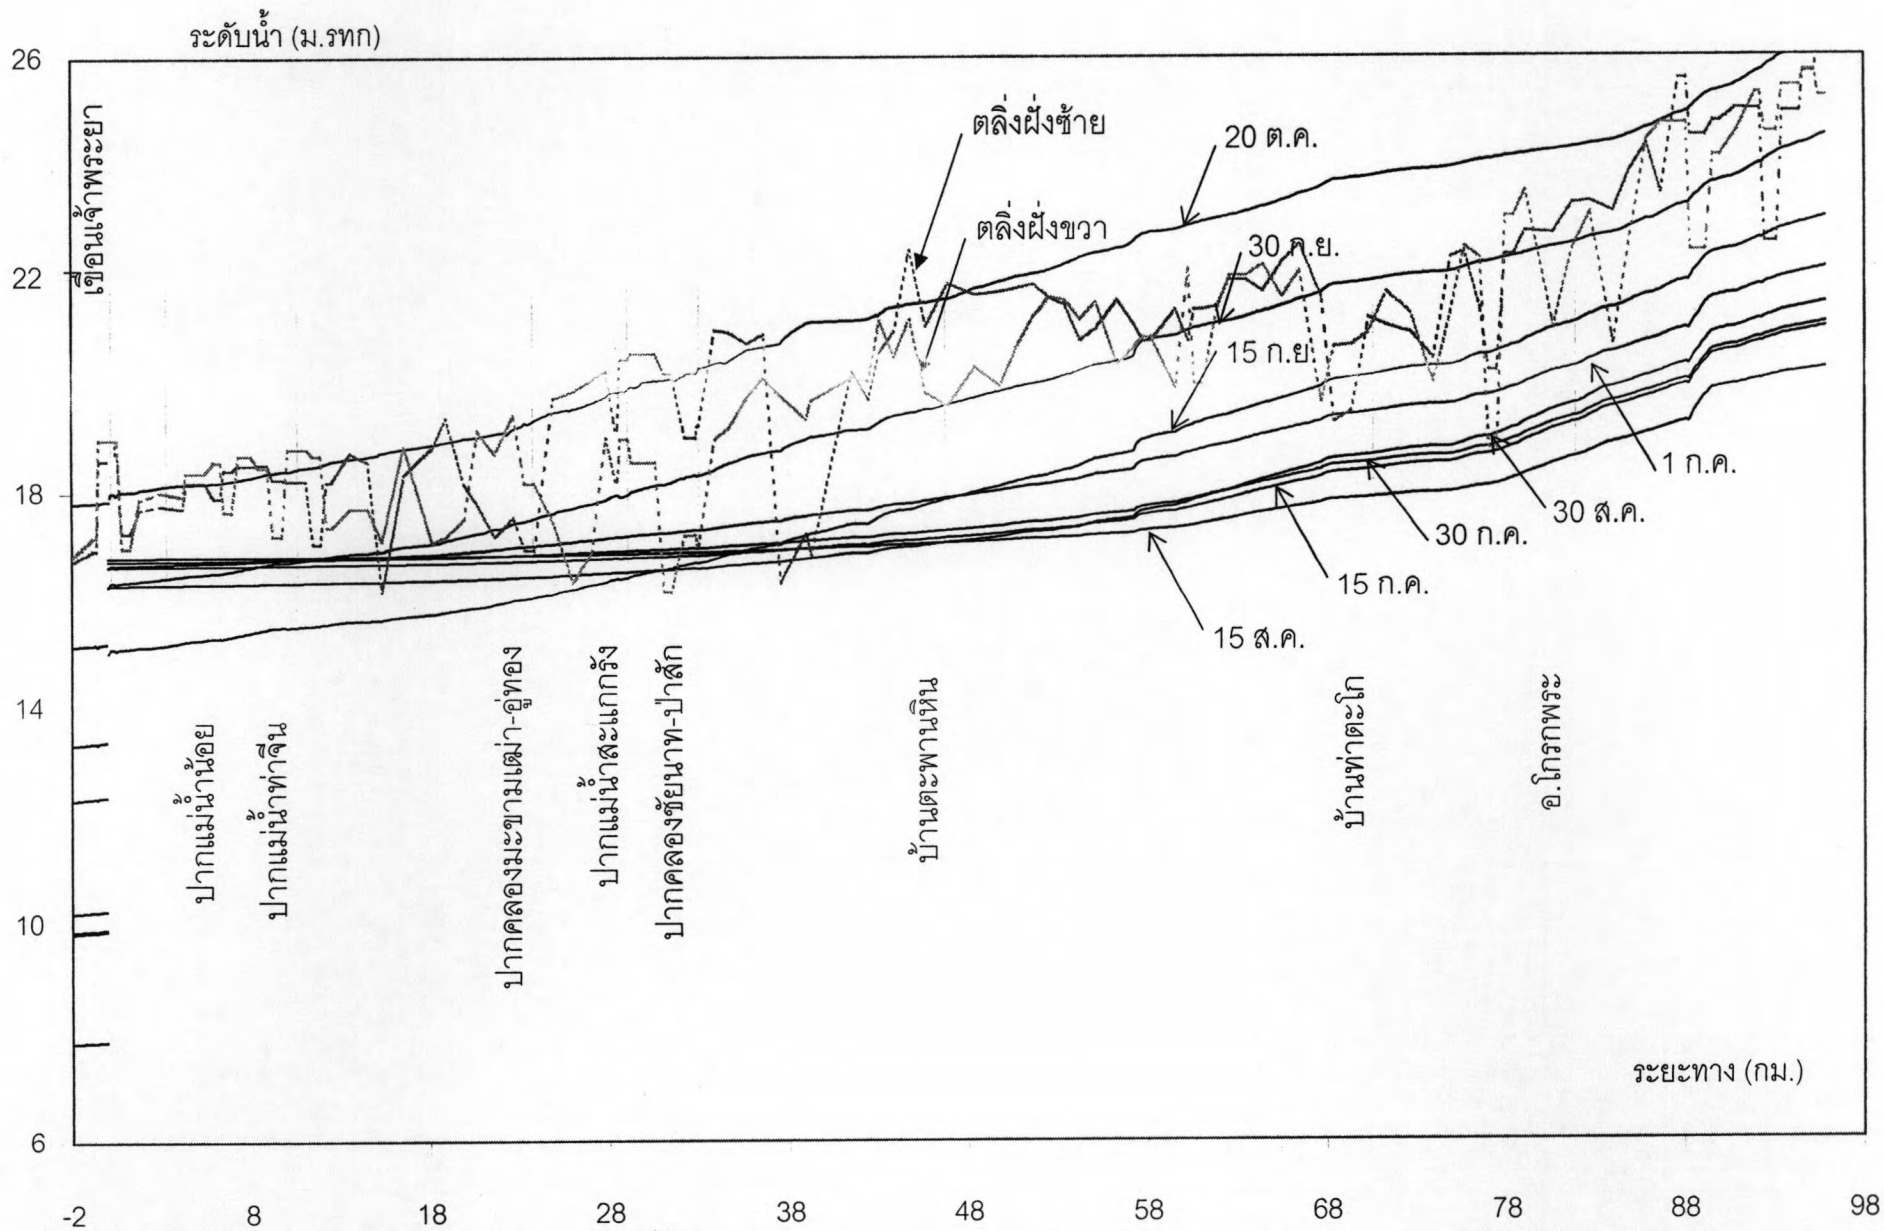 ระดับน้ำ (ม.รทก)
26
22
18
14
10
6
เขื่อนเจ้าพระยา
ตลิ่งฝั่งซ้าย
ตลิ่งฝั่งขวา
20 ต.ค.
30 ก.ย.
15 ก.ย
1 ก.ค.
30 ส.ค.
30 ก.ค.
15 ก.ค.
15 ส.ค.
ปากแม่น้ำน้อย
ปากแม่น้ำท่าจีน
ปากคลองมะขามเฒ่า-อู่ทอง
ปากแม่น้ำสะแกกรัง
ปากคลองชัยนาท-ป่าสัก
บ้านตะพานหิน
บ้านท่าตะโก
อ.โกรกพระ
ระยะทาง (กม.)
-2 8 18 28 38 48 58 68 78 88 98